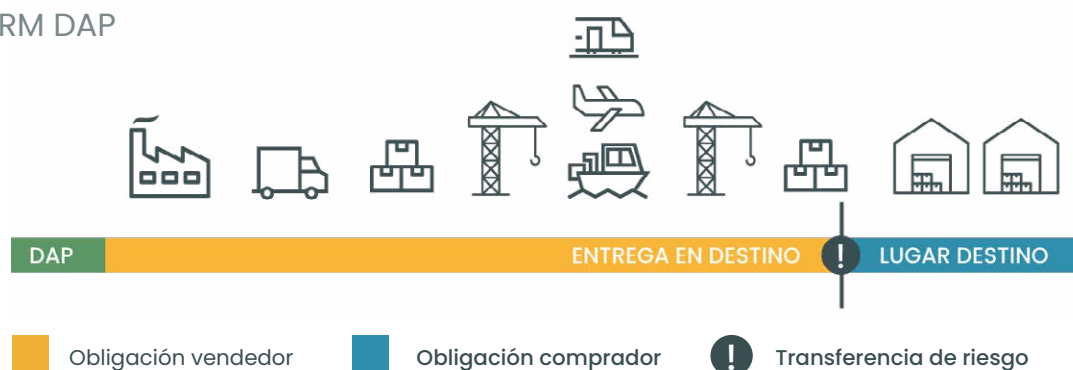 RM DAP
DAP
ENTREGA EN DESTINO
!
LUGAR DESTINO
Obligación vendedor
Obligación comprador
!
Transferencia de riesgo